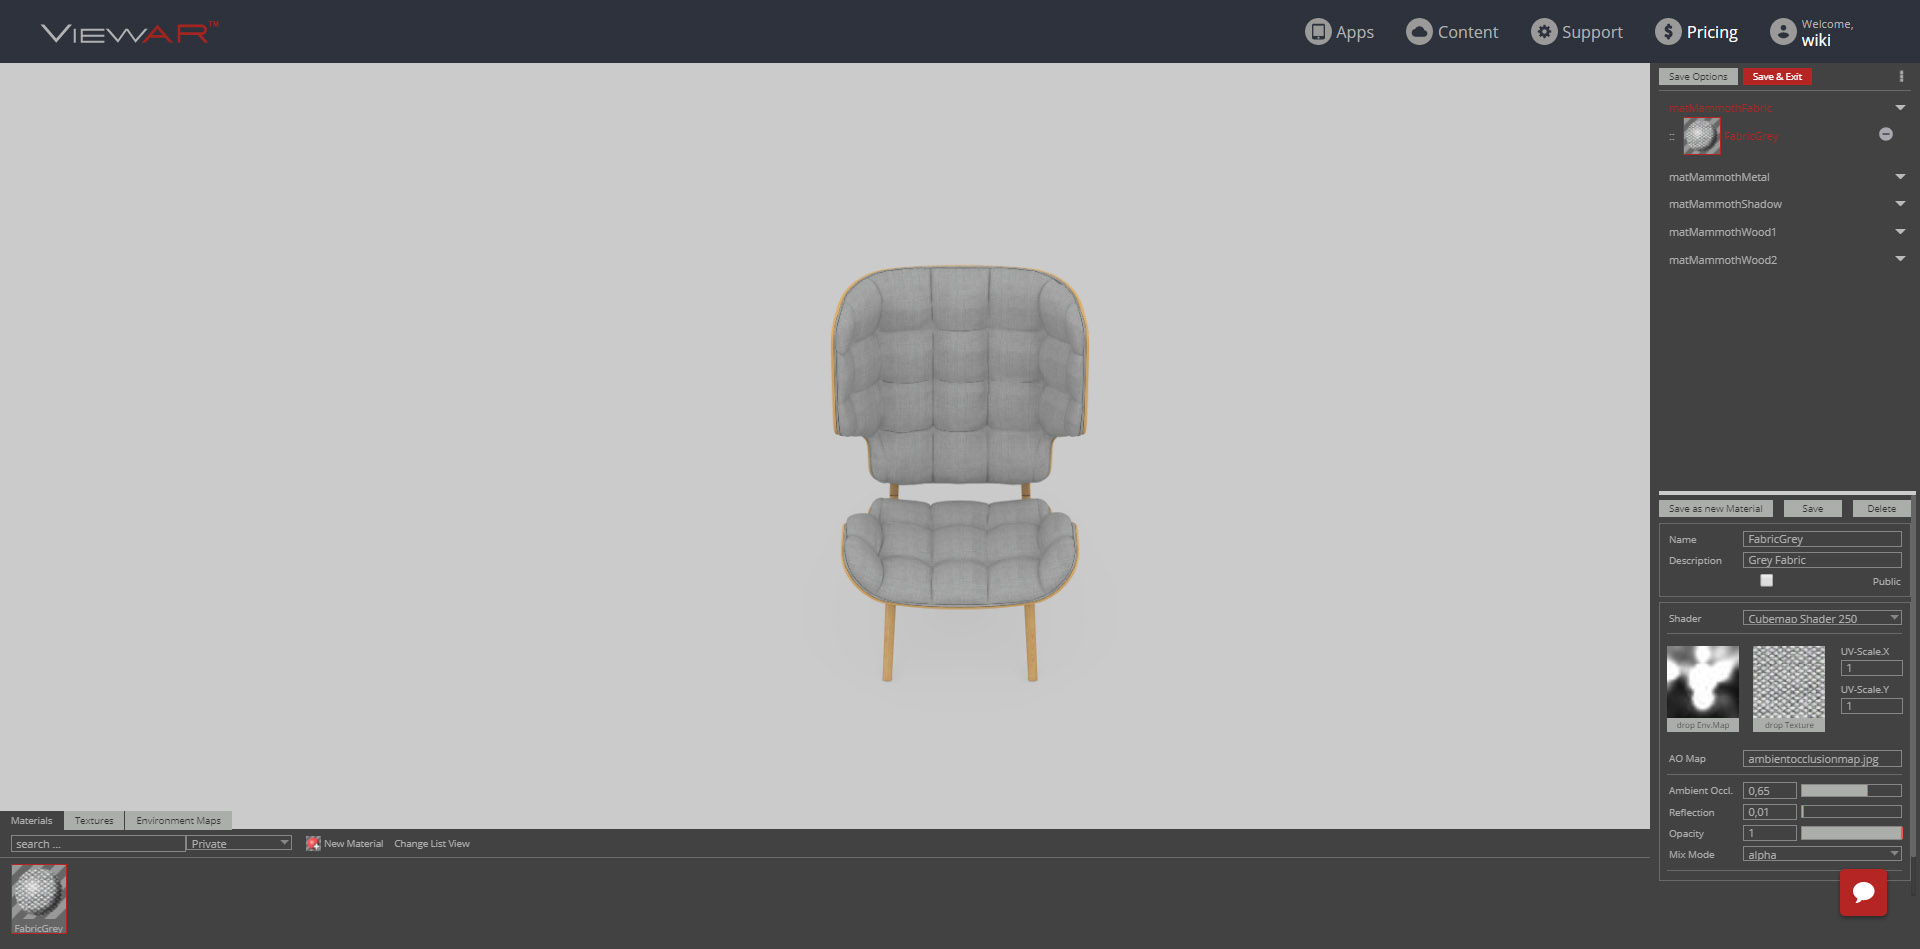 VIEWAR™
Apps
Content
Support
Pricing
Welcome,
wiki
Save Options
Save & Exit
matMammothFabric
FabricGrey
matMammothMetal
matMammothShadow
matMammothWood1
matMammothWood2
Save as new Material
Save
Delete
Name
FabricGrey
Description
Grey Fabric
Public
Shader
Cubemap Shader 250
drop Env.Map
drop Texture
UV-Scale.X
1
UV-Scale.Y
1
AO Map
ambientocclusionmap.jpg
Ambient Occl.
0,65
Reflection
0,01
Opacity
1
Mix Mode
alpha
Materials
Textures
Environment Maps
search ...
Private
New Material
Change List View
FabricGrey